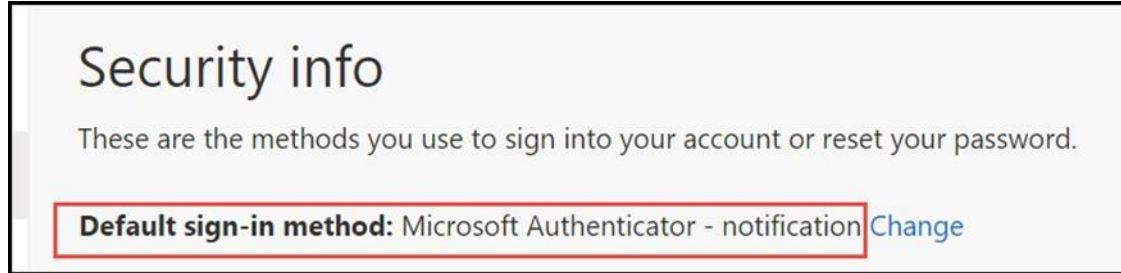 Security info
These are the methods you use to sign into your account or reset your password.
Default sign-in method: Microsoft Authenticator - notification Change